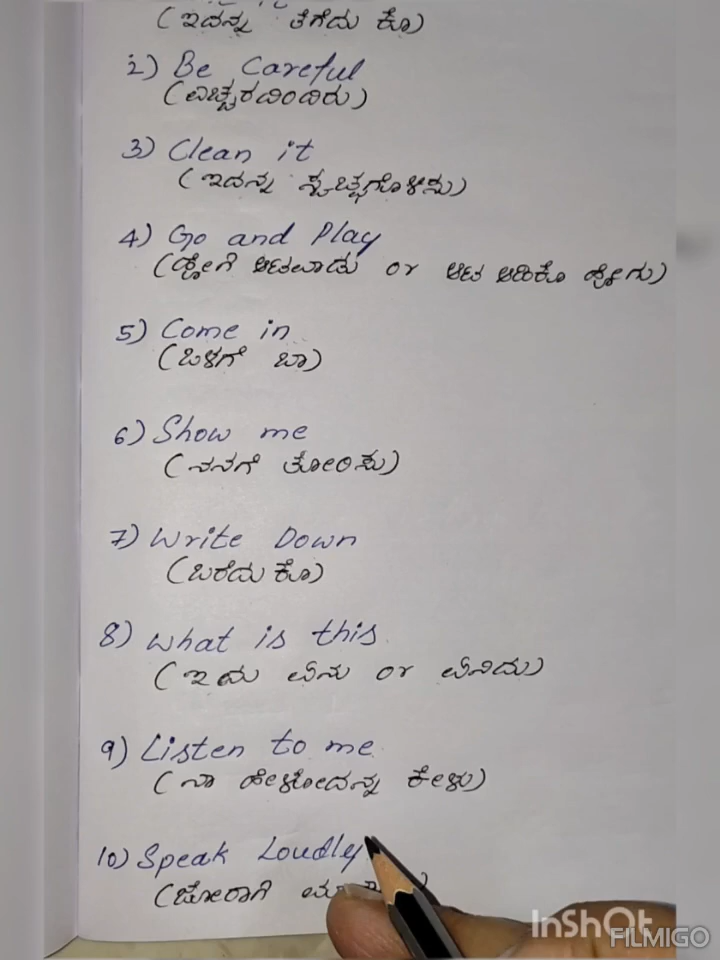 (ಇದನ್ನು ತೆಗೆದು ಕೊ)
2) Be Careful
(ಎಚ್ಚರದಿಂದಿರು)
3) Clean it
(ಇದನ್ನು ಸ್ವಚ್ಛಗೊಳಿಸು)
4) Go and Play
(ಹೋಗಿ ಆಟವಾಡು or ಆಟ ಆಡಿಕೊ ಹೋಗು)
5) Come in
(ಒಳಗೆ ಬಾ)
6) Show me
(ನನಗೆ ತೋರಿಸು)
7) Write Down
(ಬರೆದು ಕೊ)
8) what is this
(ಇದು ಏನು or ಏನಿದು)
9) Listen to me
(ನಾ ಹೇಳೋದನ್ನು ಕೇಳು)
10) Speak Loudly
(ಜೋರಾಗಿ
InShOt
FILMIGO